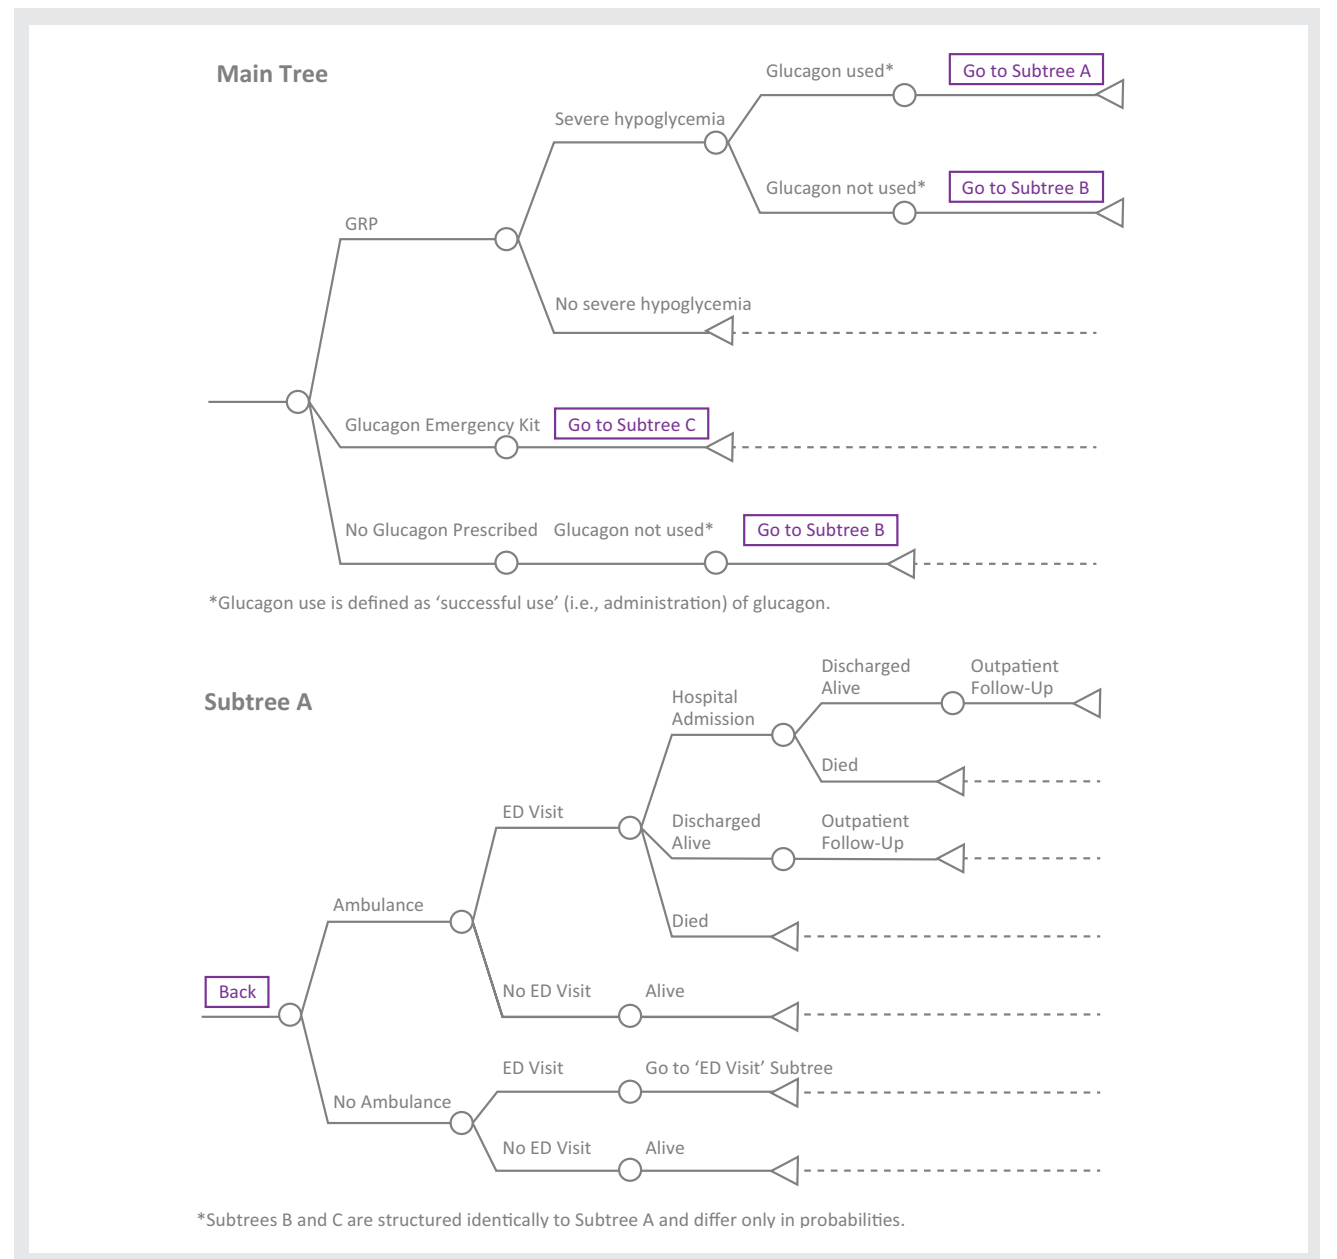 Main Tree
Glucagon used*
Go to Subtree A
Severe hypoglycemia
Glucagon not used*
Go to Subtree B
GRP
No severe hypoglycemia
Glucagon Emergency Kit
Go to Subtree C
No Glucagon Prescribed
Glucagon not used*
Go to Subtree B
*Glucagon use is defined as ‘successful use’ (i.e., administration) of glucagon.
Subtree A
Discharged
Alive
Outpatient
Follow-Up
Hospital
Admission
Died
ED Visit
Discharged
Alive
Outpatient
Follow-Up
Ambulance
Died
Back
No ED Visit
Alive
ED Visit
Go to ‘ED Visit’ Subtree
No Ambulance
No ED Visit
Alive
*Subtrees B and C are structured identically to Subtree A and differ only in probabilities.